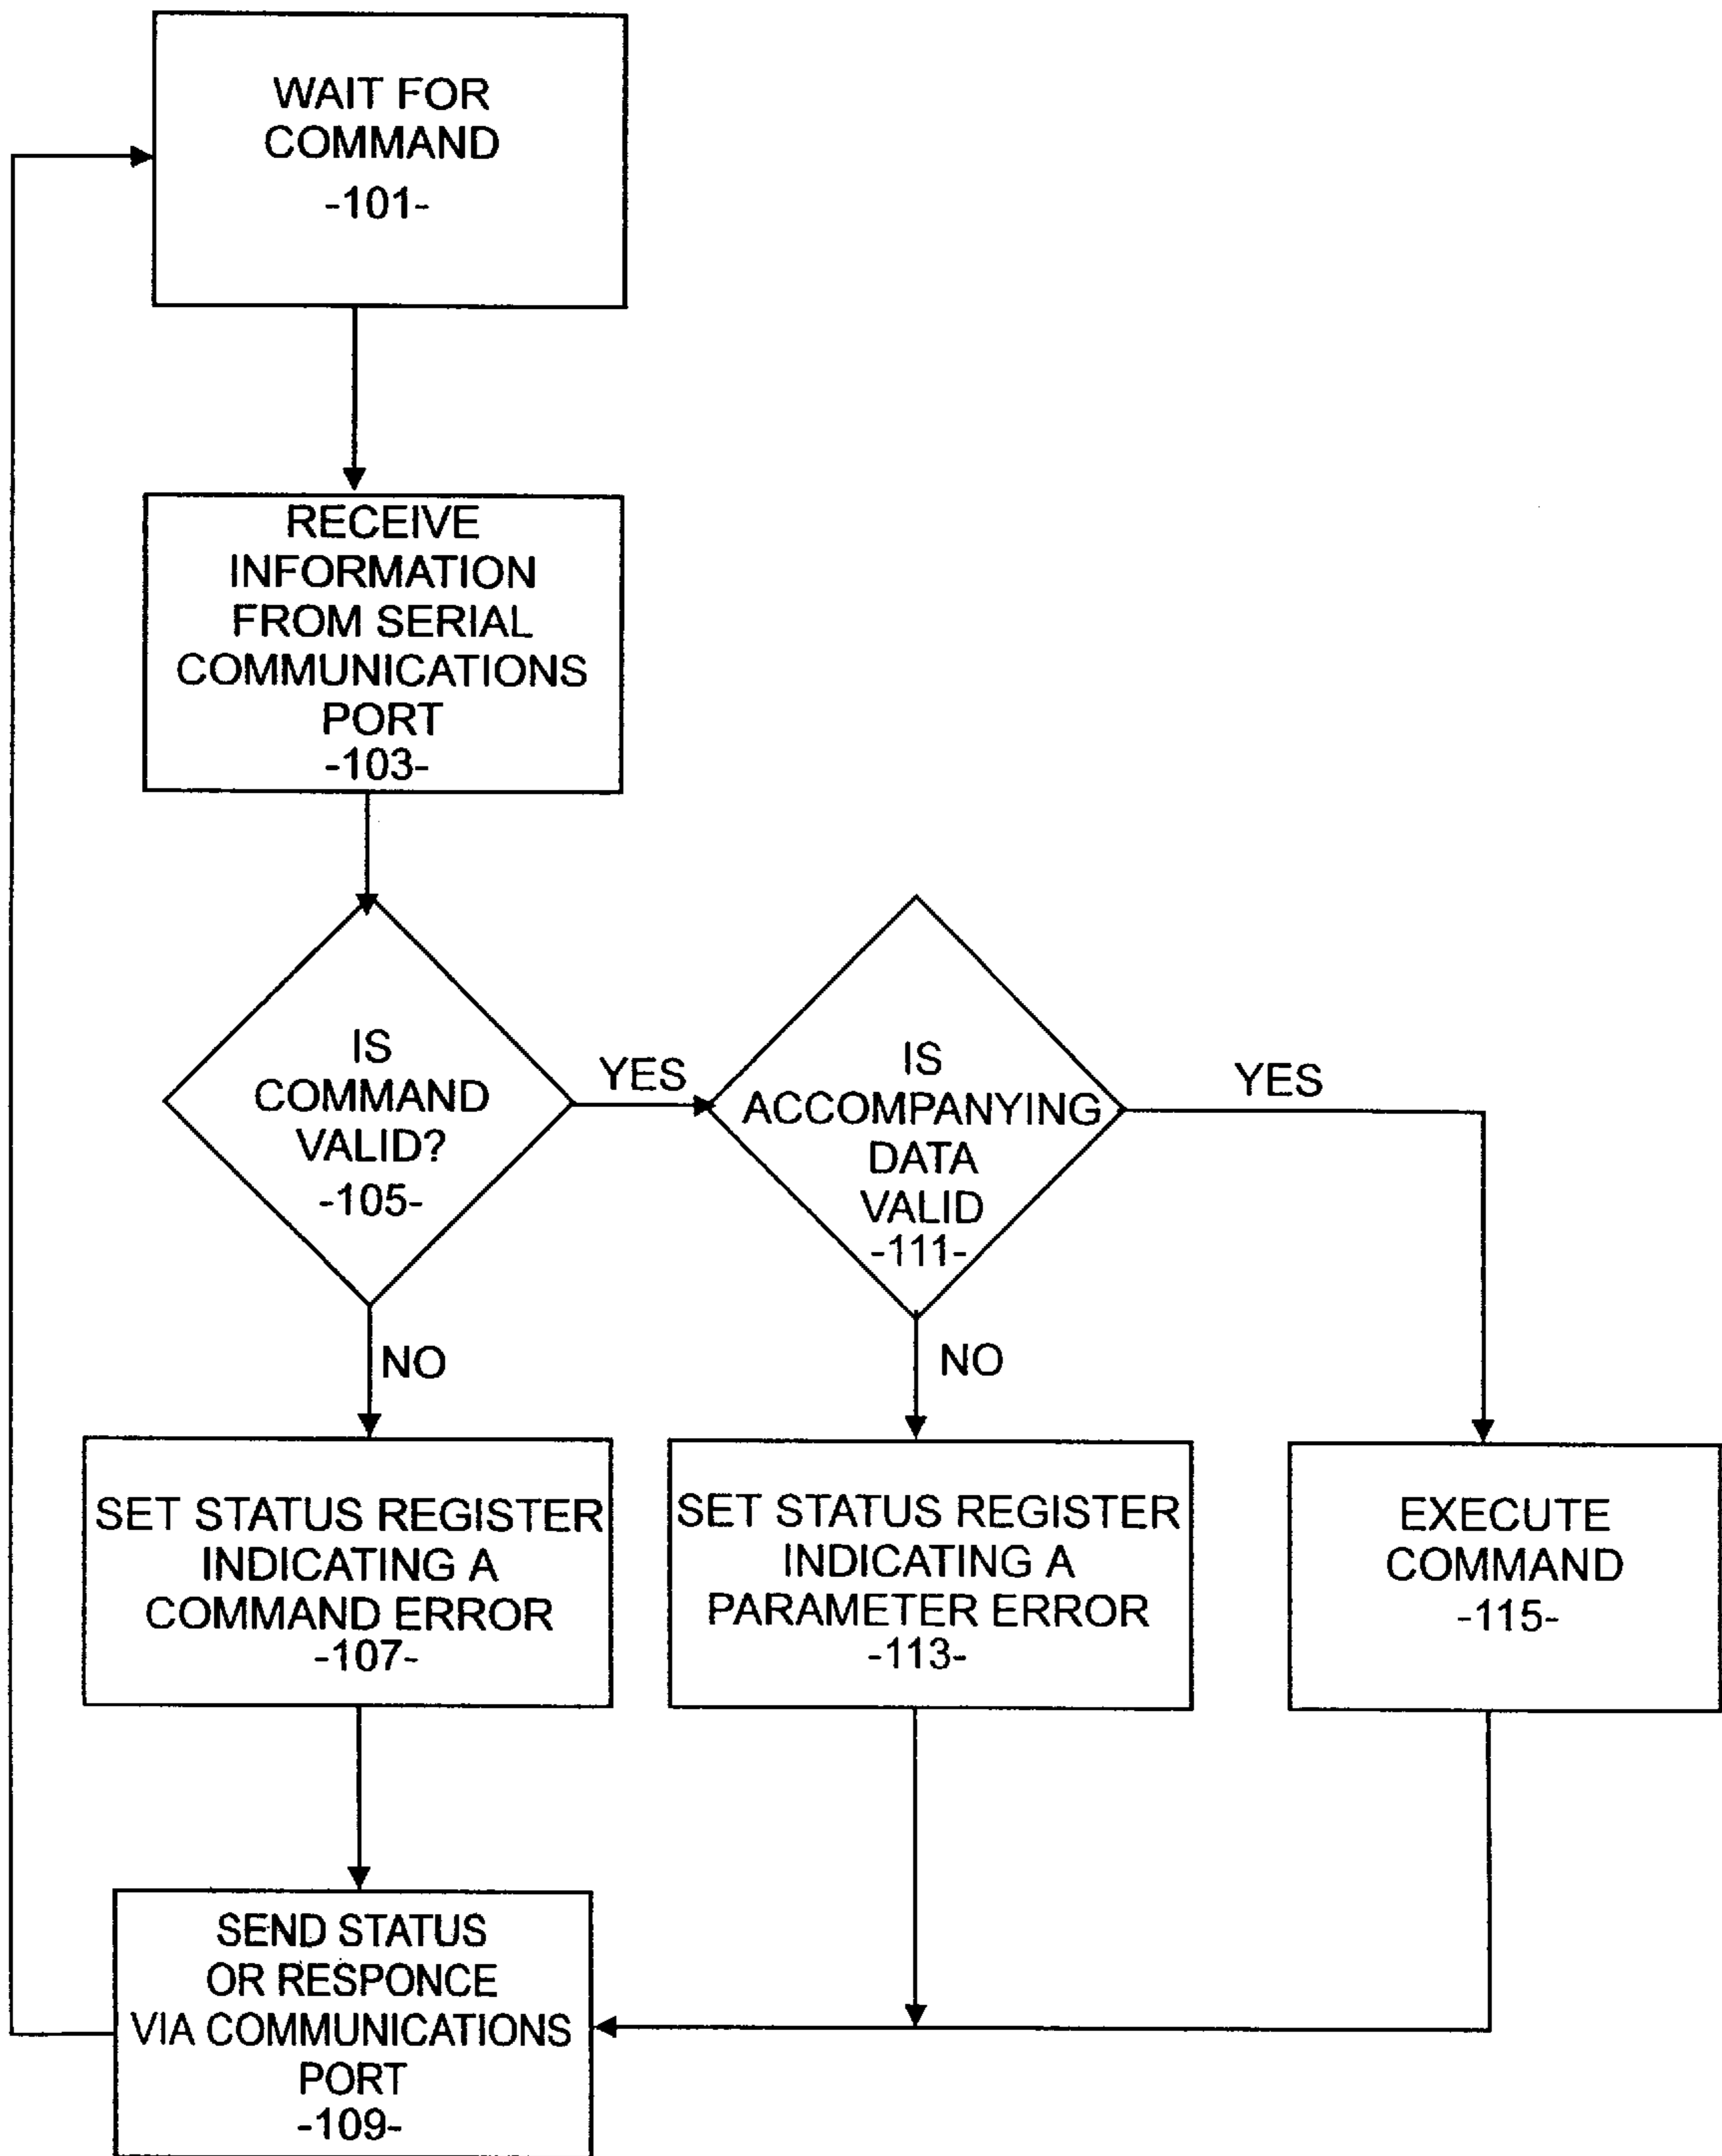 WAIT FOR
COMMAND
-101-
RECEIVE
INFORMATION
FROM SERIAL
COMMUNICATIONS
PORT
-103-
IS
COMMAND
VALID?
-105-
YES
IS
ACCOMPANYING
DATA
VALID
-111-
YES
NO
NO
SET STATUS REGISTER
INDICATING A
COMMAND ERROR
-107-
SET STATUS REGISTER
INDICATING A
PARAMETER ERROR
-113-
EXECUTE
COMMAND
-115-
SEND STATUS
OR RESPONCE
VIA COMMUNICATIONS
PORT
-109-